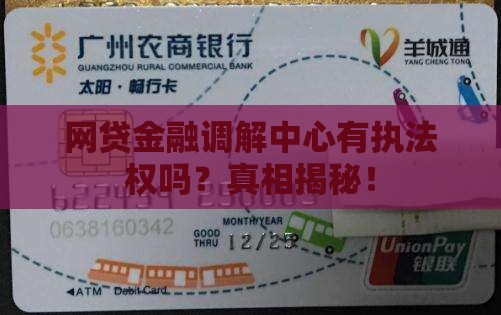 广州农商银行
GUANGZHOU RURAL COMMERCIAL BANK
羊城通
YANG CHENG TONG
太阳·畅行卡
网贷金融调解中心有执法
权吗？真相揭秘！
0638160342
MONTH/YEAR
GOOD
THRU
12/25
UnionPay
银联
◄ATM Debit Card